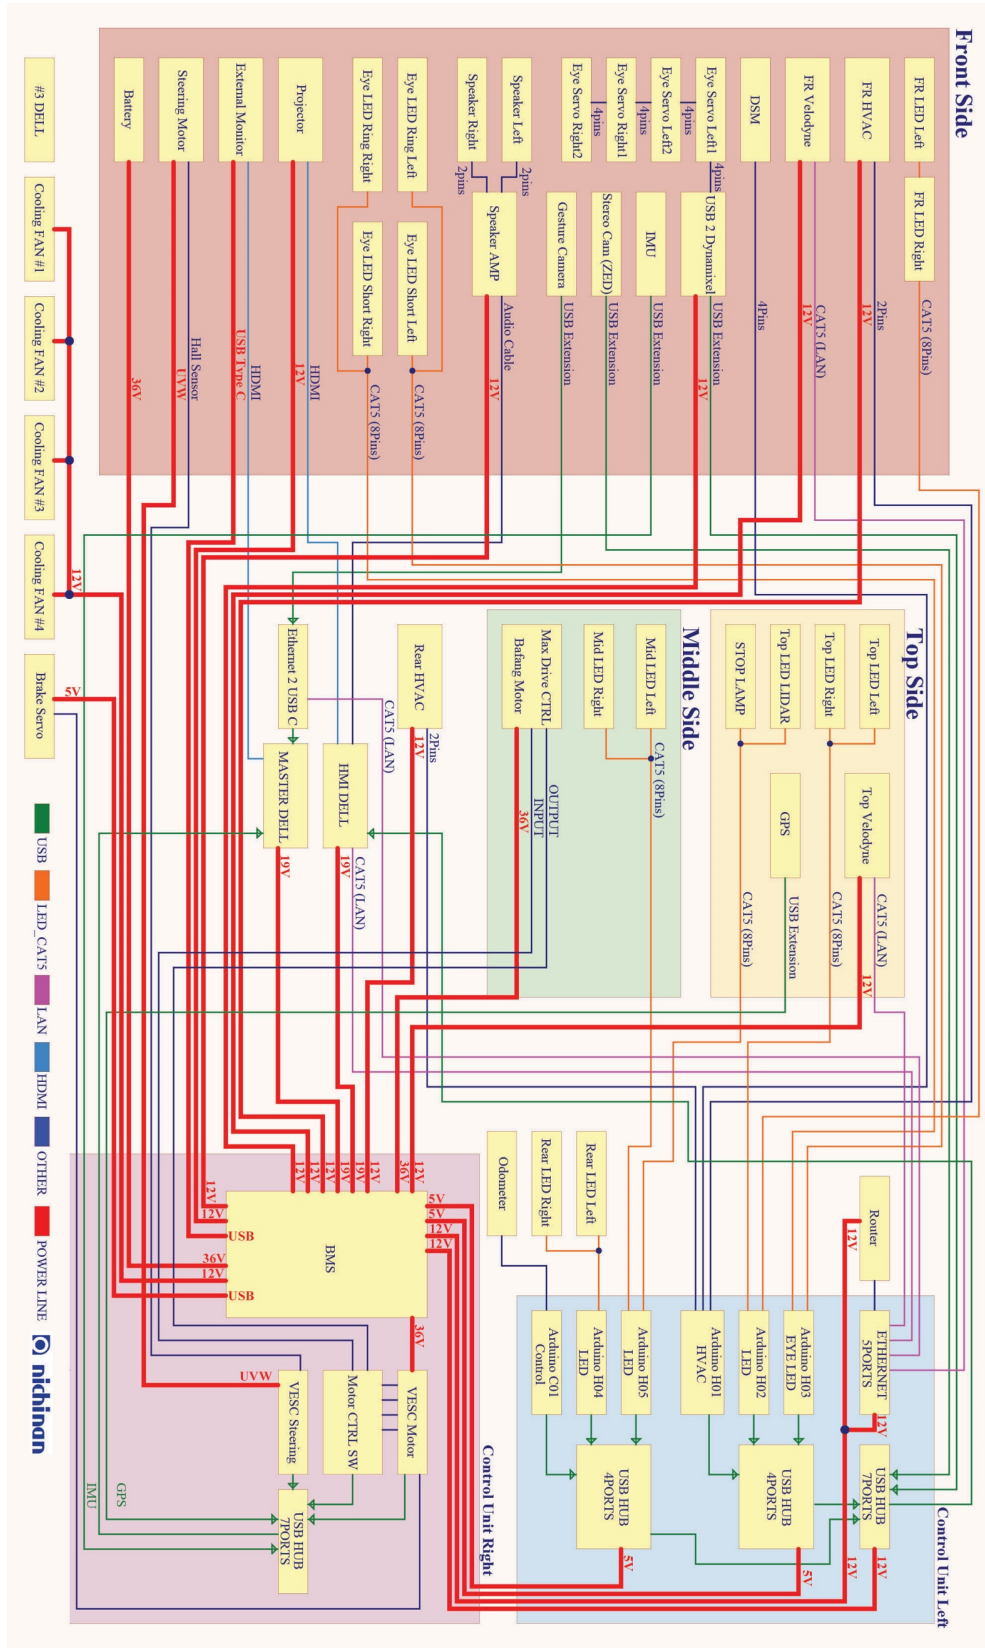 Front Side
FR LED Left
FR LED Right
CAT5 (8Pins)
FR HVAC
2Pins
12V
FR Velodyne
CAT5 (LAN)
12V
DSM
4Pins
Eye Servo Left1
4pins
USB 2 Dynamixel
USB Extension
12V
4pins
Eye Servo Left2
4pins
Eye Servo Right1
4pins
Eye Servo Right2
IMU
USB Extension
Stereo Cam (ZED)
USB Extension
Gesture Camera
USB Extension
Speaker Left
2pins
Speaker Right
2pins
Speaker AMP
Audio Cable
12V
Eye LED Ring Left
Eye LED Short Left
CAT5 (8Pins)
Eye LED Ring Right
Eye LED Short Right
CAT5 (8Pins)
Projector
HDMI
12V
External Monitor
HDMI
USB Type C
Steering Motor
Hall Sensor
UVW
Battery
36V
#3 DELL
Cooling FAN #1
Cooling FAN #2
Cooling FAN #3
Cooling FAN #4
12V
Brake Servo
5V
Top Side
Top LED Left
Top LED Right
CAT5 (8Pins)
Top LED LIDAR
STOP LAMP
CAT5 (8Pins)
Top Velodyne
CAT5 (LAN)
12V
GPS
USB Extension
Middle Side
Mid LED Left
CAT5 (8Pins)
Mid LED Right
Max Drive CTRL
Bafang Motor
OUTPUT
INPUT
36V
Rear HVAC
2Pins
12V
Ethernet 2 USB C
CAT5 (LAN)
HMI DELL
CAT5 (LAN)
19V
MASTER DELL
19V
Control Unit Left
Router
12V
ETHERNET
5PORTS
12V
USB HUB
7PORTS
12V
12V
Arduino H03
EYE LED
Arduino H02
LED
Arduino H01
HVAC
USB HUB
4PORTS
5V
Arduino H05
LED
Arduino H04
LED
Arduino C01
Control
USB HUB
4PORTS
5V
Rear LED Left
Rear LED Right
Odometer
Control Unit Right
BMS
12V
36V
12V
19V
19V
12V
12V
12V
5V
5V
12V
12V
12V
12V
USB
36V
12V
USB
36V
VESC Motor
Motor CTRL SW
VESC Steering
UVW
USB HUB
7PORTS
GPS
IMU
USB
LED_CAT5
LAN
HDMI
OTHER
POWER LINE
nichinan